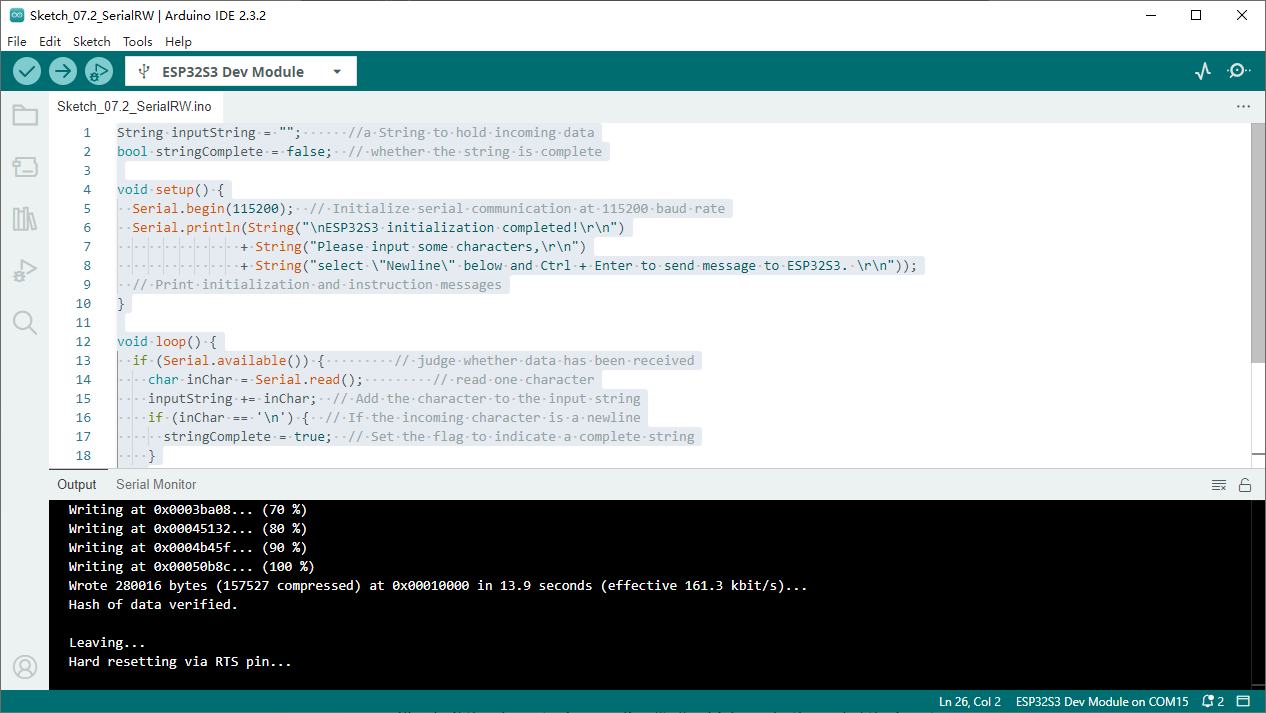 Sketch_07.2_SerialRW | Arduino IDE 2.3.2
File Edit Sketch Tools Help
ESP32S3 Dev Module
Sketch_07.2_SerialRW.ino
1 String inputString = "";      //a String to hold incoming data
2 bool stringComplete = false;  // whether the string is complete
3
4 void setup() {
5   Serial.begin(115200);  // Initialize serial communication at 115200 baud rate
6   Serial.println(String("\nESP32S3 initialization completed!\r\n")
7                 + String("Please input some characters,\r\n")
8                 + String("select \"Newline\" below and Ctrl + Enter to send message to ESP32S3. \r\n"));
9   // Print initialization and instruction messages
10 }
11
12 void loop() {
13   if (Serial.available()) {         // judge whether data has been received
14     char inChar = Serial.read();         // read one character
15     inputString += inChar;  // Add the character to the input string
16     if (inChar == '\n') {  // If the incoming character is a newline
17       stringComplete = true;  // Set the flag to indicate a complete string
18     }
Output Serial Monitor
Writing at 0x0003ba08... (70 %)
Writing at 0x00045132... (80 %)
Writing at 0x0004b45f... (90 %)
Writing at 0x00050b8c... (100 %)
Wrote 280016 bytes (157527 compressed) at 0x00010000 in 13.9 seconds (effective 161.3 kbit/s)...
Hash of data verified.

Leaving...
Hard resetting via RTS pin...
Ln 26, Col 2 ESP32S3 Dev Module on COM15 2